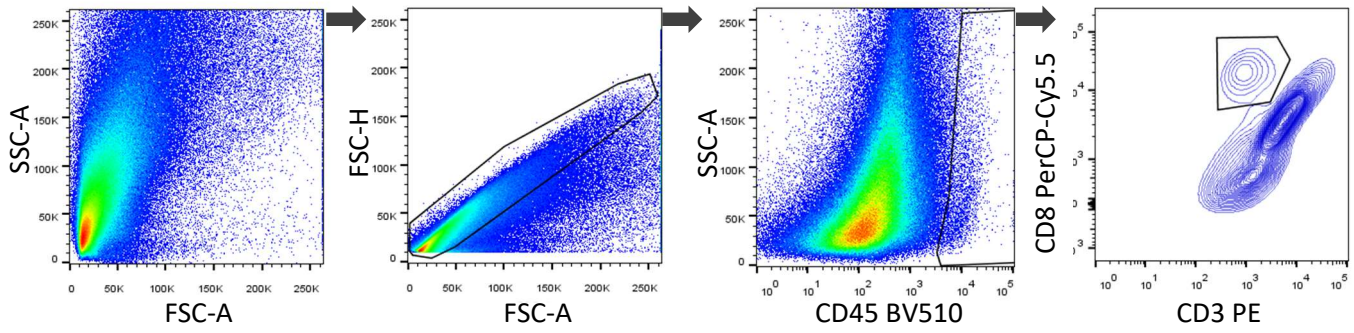 SSC-A
250K
200K
150K
100K
50K
0
0 50K 100K 150K 200K 250K
FSC-A
FSC-H
250K
200K
150K
100K
50K
0
0 50K 100K 150K 200K 250K
FSC-A
SSC-A
250K
200K
150K
100K
50K
0
10^0 10^1 10^2 10^3 10^4 10^5
CD45 BV510
CD8 PerCP-Cy5.5
10^0 10^1 10^2 10^3 10^4 10^5
CD3 PE